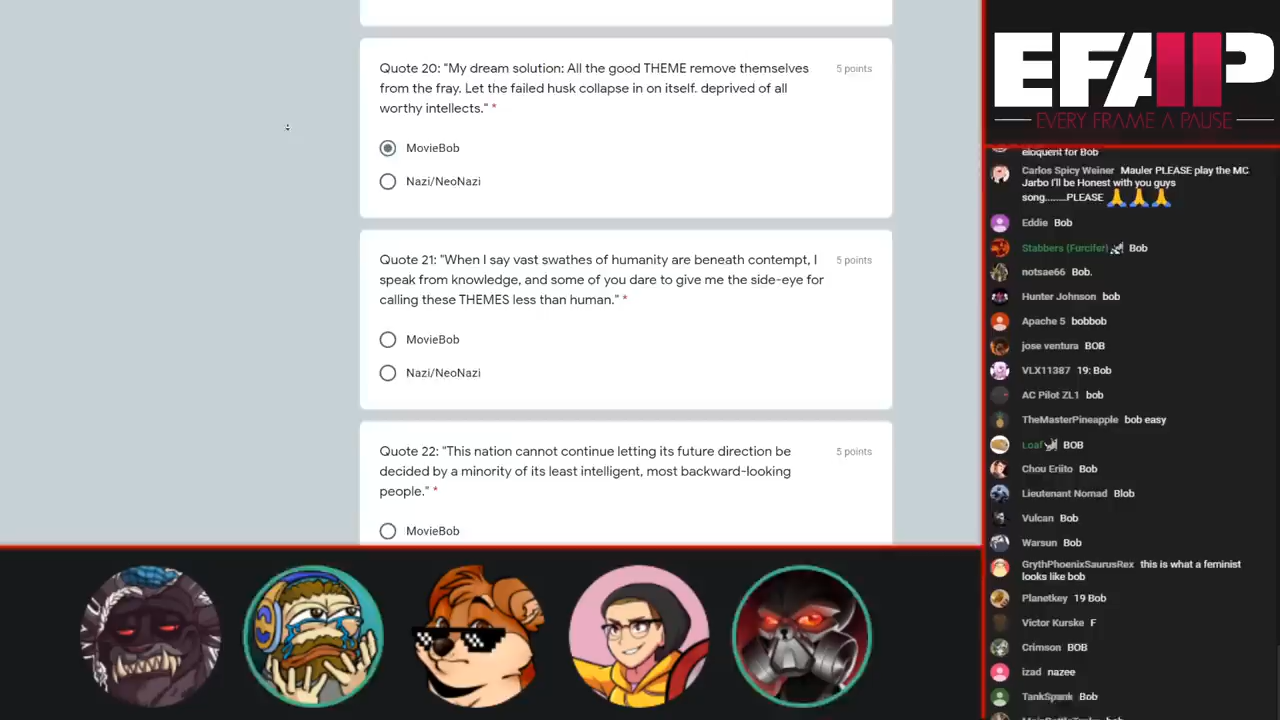 Quote 20: "My dream solution: All the good THEME remove themselves
from the fray. Let the failed husk collapse in on itself. deprived of all
worthy intellects." *
5 points
MovieBob
Nazi/NeoNazi
Quote 21: "When I say vast swathes of humanity are beneath contempt, I
speak from knowledge, and some of you dare to give me the side-eye for
calling these THEMES less than human." *
5 points
MovieBob
Nazi/NeoNazi
Quote 22: "This nation cannot continue letting its future direction be
decided by a minority of its least intelligent, most backward-looking
people." *
5 points
MovieBob
EFAP
EVERY FRAME A PAUSE
eloquent for Bob
Carlos Spicy Weiner Mauler PLEASE play the MC
Jarbo I'll be Honest with you guys
song........PLEASE 🙏🙏🙏
Eddie Bob
Stabbers (Furcifer) Bob
notsae66 Bob.
Hunter Johnson bob
Apache 5 bobbob
jose ventura BOB
VLX11387 19: Bob
AC Pilot ZL1 bob
TheMasterPineapple bob easy
Loaf BOB
Chou Eriito Bob
Lieutenant Nomad Blob
Vulcan Bob
Warsun Bob
GrythPhoenixSaurusRex this is what a feminist
looks like bob
Planetkey 19 Bob
Victor Kurske F
Crimson BOB
izad nazee
TankSpank Bob